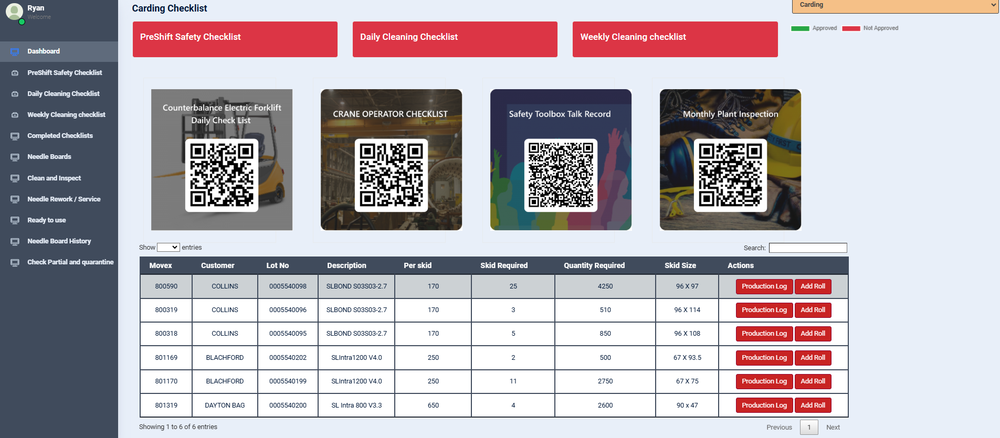 Ryan
Welcome
Dashboard
PreShift Safety Checklist
Daily Cleaning Checklist
Weekly Cleaning checklist
Completed Checklists
Needle Boards
Clean and Inspect
Needle Rework / Service
Ready to use
Needle Board History
Check Partial and quarantine
Carding Checklist
Carding
PreShift Safety Checklist
Daily Cleaning Checklist
Weekly Cleaning checklist
Approved Not Approved
Counterbalance Electric Forklift
Daily Check List
CRANE OPERATOR CHECKLIST
Safety Toolbox Talk Record
Monthly Plant Inspection
Show entries
Search:
Movex Customer Lot No Description Per skid Skid Required Quantity Required Skid Size Actions
800590 COLLINS 0005540098 SLBOND S03S03-2.7 170 25 4250 96 X 97 Production Log Add Roll
800319 COLLINS 0005540096 SLBOND S03S03-2.7 170 3 510 96 X 114 Production Log Add Roll
800318 COLLINS 0005540095 SLBOND S03S03-2.7 170 5 850 96 X 108 Production Log Add Roll
801169 BLACHFORD 0005540202 SLIntra1200 V4.0 250 2 500 67 X 93.5 Production Log Add Roll
801170 BLACHFORD 0005540199 SLIntra1200 V4.0 250 11 2750 67 X 75 Production Log Add Roll
801319 DAYTON BAG 0005540200 SL Intra 800 V3.3 650 4 2600 90 x 47 Production Log Add Roll
Showing 1 to 6 of 6 entries
Previous 1 Next